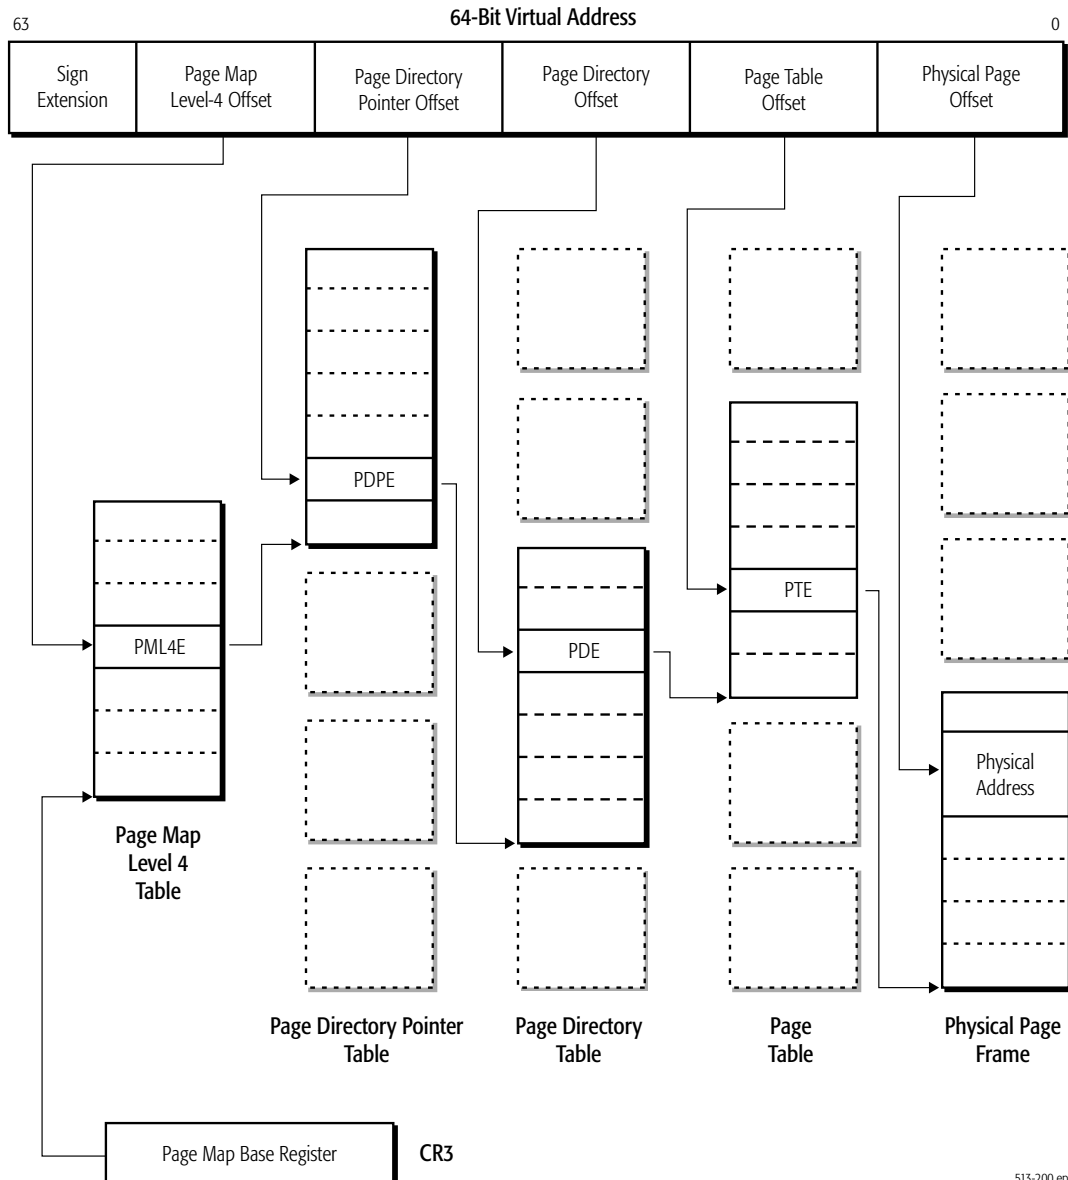 64-Bit Virtual Address
63
0
Sign
Extension
Page Map
Level-4 Offset
Page Directory
Pointer Offset
Page Directory
Offset
Page Table
Offset
Physical Page
Offset
PDPE
PTE
PML4E
PDE
Physical
Address
Page Map
Level 4
Table
Page Directory Pointer
Table
Page Directory
Table
Page
Table
Physical Page
Frame
Page Map Base Register
CR3